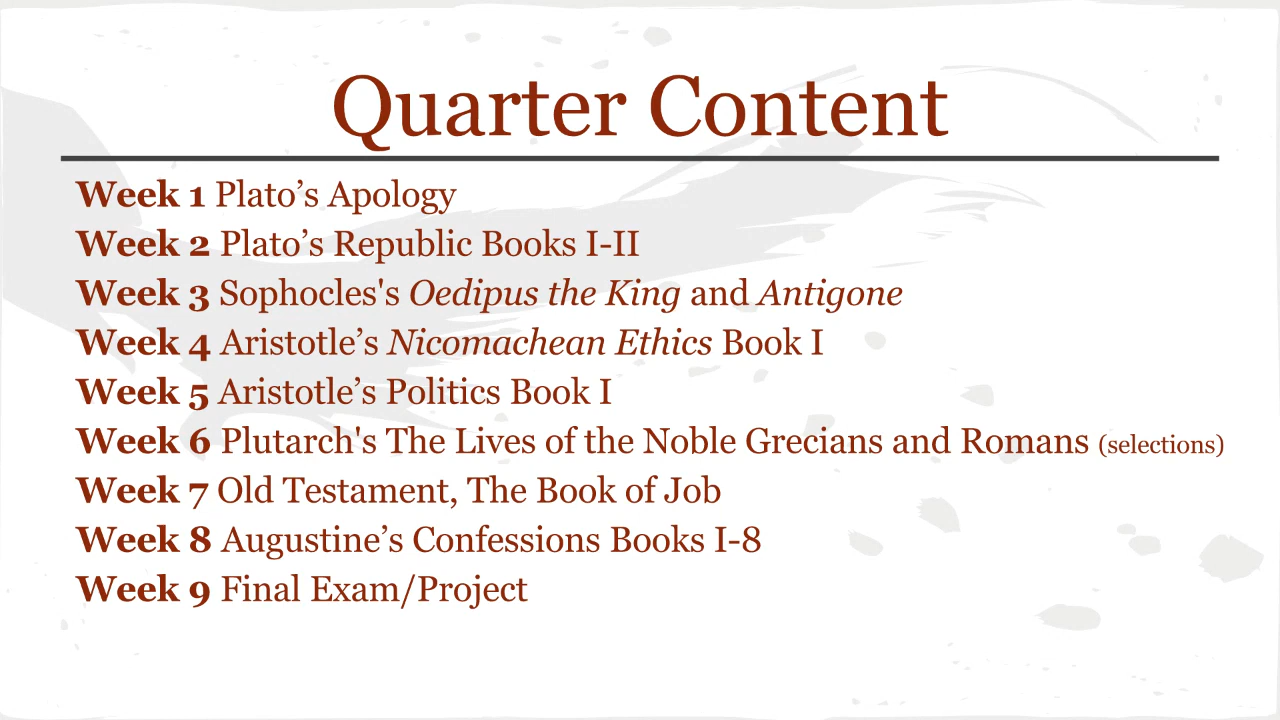 Quarter Content
Week 1 Plato’s Apology
Week 2 Plato’s Republic Books I-II
Week 3 Sophocles's Oedipus the King and Antigone
Week 4 Aristotle’s Nicomachean Ethics Book I
Week 5 Aristotle’s Politics Book I
Week 6 Plutarch's The Lives of the Noble Grecians and Romans (selections)
Week 7 Old Testament, The Book of Job
Week 8 Augustine’s Confessions Books I-8
Week 9 Final Exam/Project